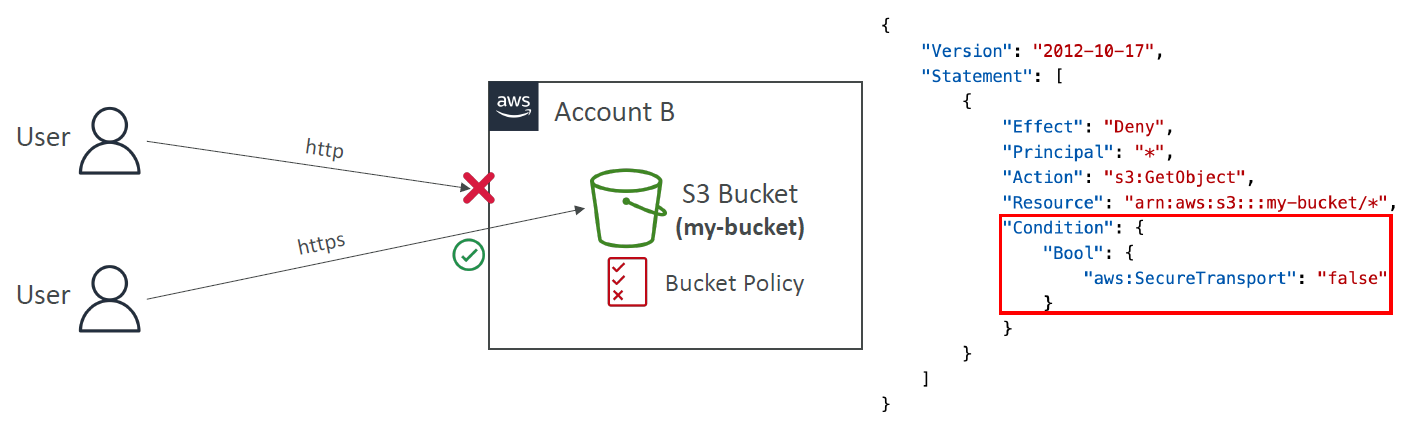 User
http
https
User
aws
Account B
S3 Bucket
(my-bucket)
Bucket Policy
{
    "Version": "2012-10-17",
    "Statement": [
        {
            "Effect": "Deny",
            "Principal": "*",
            "Action": "s3:GetObject",
            "Resource": "arn:aws:s3:::my-bucket/*",
            "Condition": {
                "Bool": {
                    "aws:SecureTransport": "false"
                }
            }
        }
    ]
}